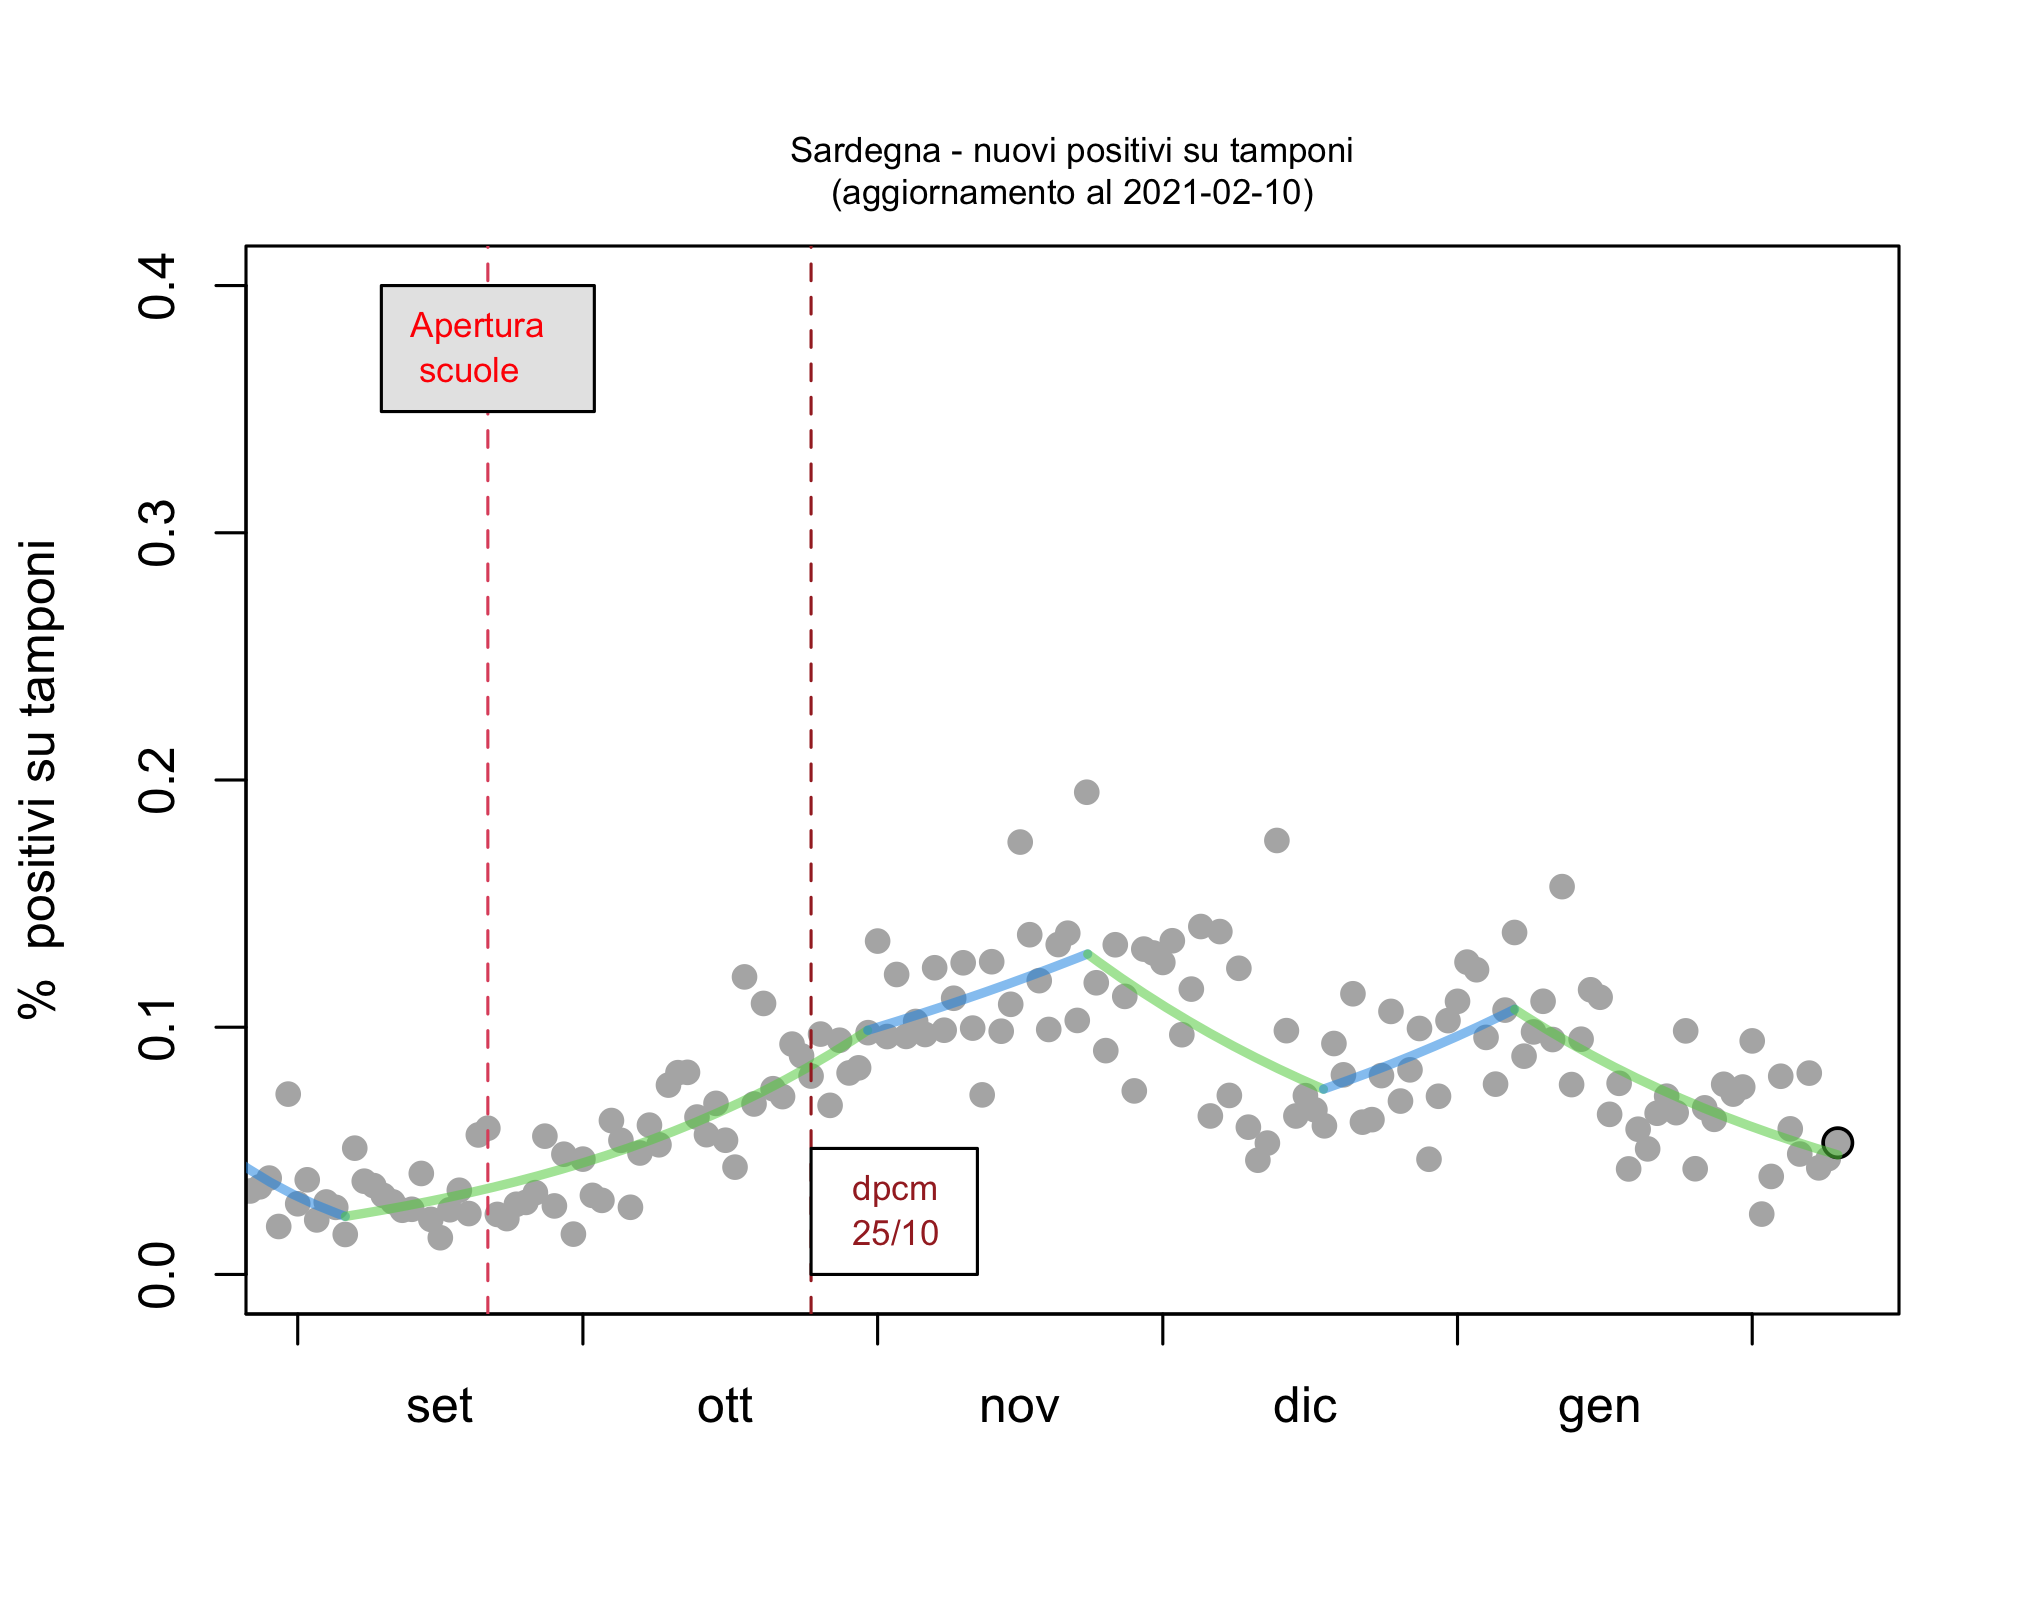 Sardegna - nuovi positivi su tamponi
(aggiornamento al 2021-02-10)
% positivi su tamponi
0.4
0.3
0.2
0.1
0.0
Apertura
scuole
dpcm
25/10
set
ott
nov
dic
gen